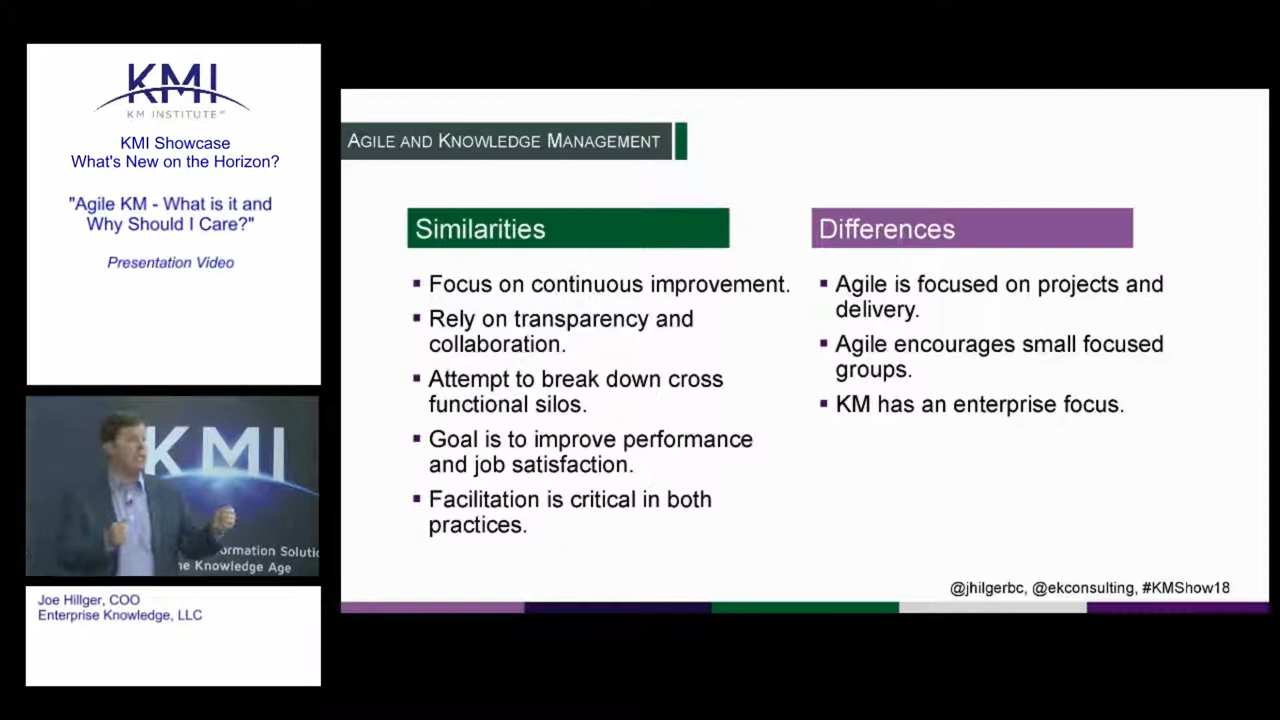 KMI
KM INSTITUTE℠
KMI Showcase
What's New on the Horizon?
"Agile KM - What is it and
Why Should I Care?"
Presentation Video
KMI
ormation Solutio
e Knowledge Age
Joe Hillger, COO
Enterprise Knowledge, LLC
AGILE AND KNOWLEDGE MANAGEMENT
Similarities
▪ Focus on continuous improvement.
▪ Rely on transparency and
collaboration.
▪ Attempt to break down cross
functional silos.
▪ Goal is to improve performance
and job satisfaction.
▪ Facilitation is critical in both
practices.
Differences
▪ Agile is focused on projects and
delivery.
▪ Agile encourages small focused
groups.
▪ KM has an enterprise focus.
@jhilgerbc, @ekconsulting, #KMShow18